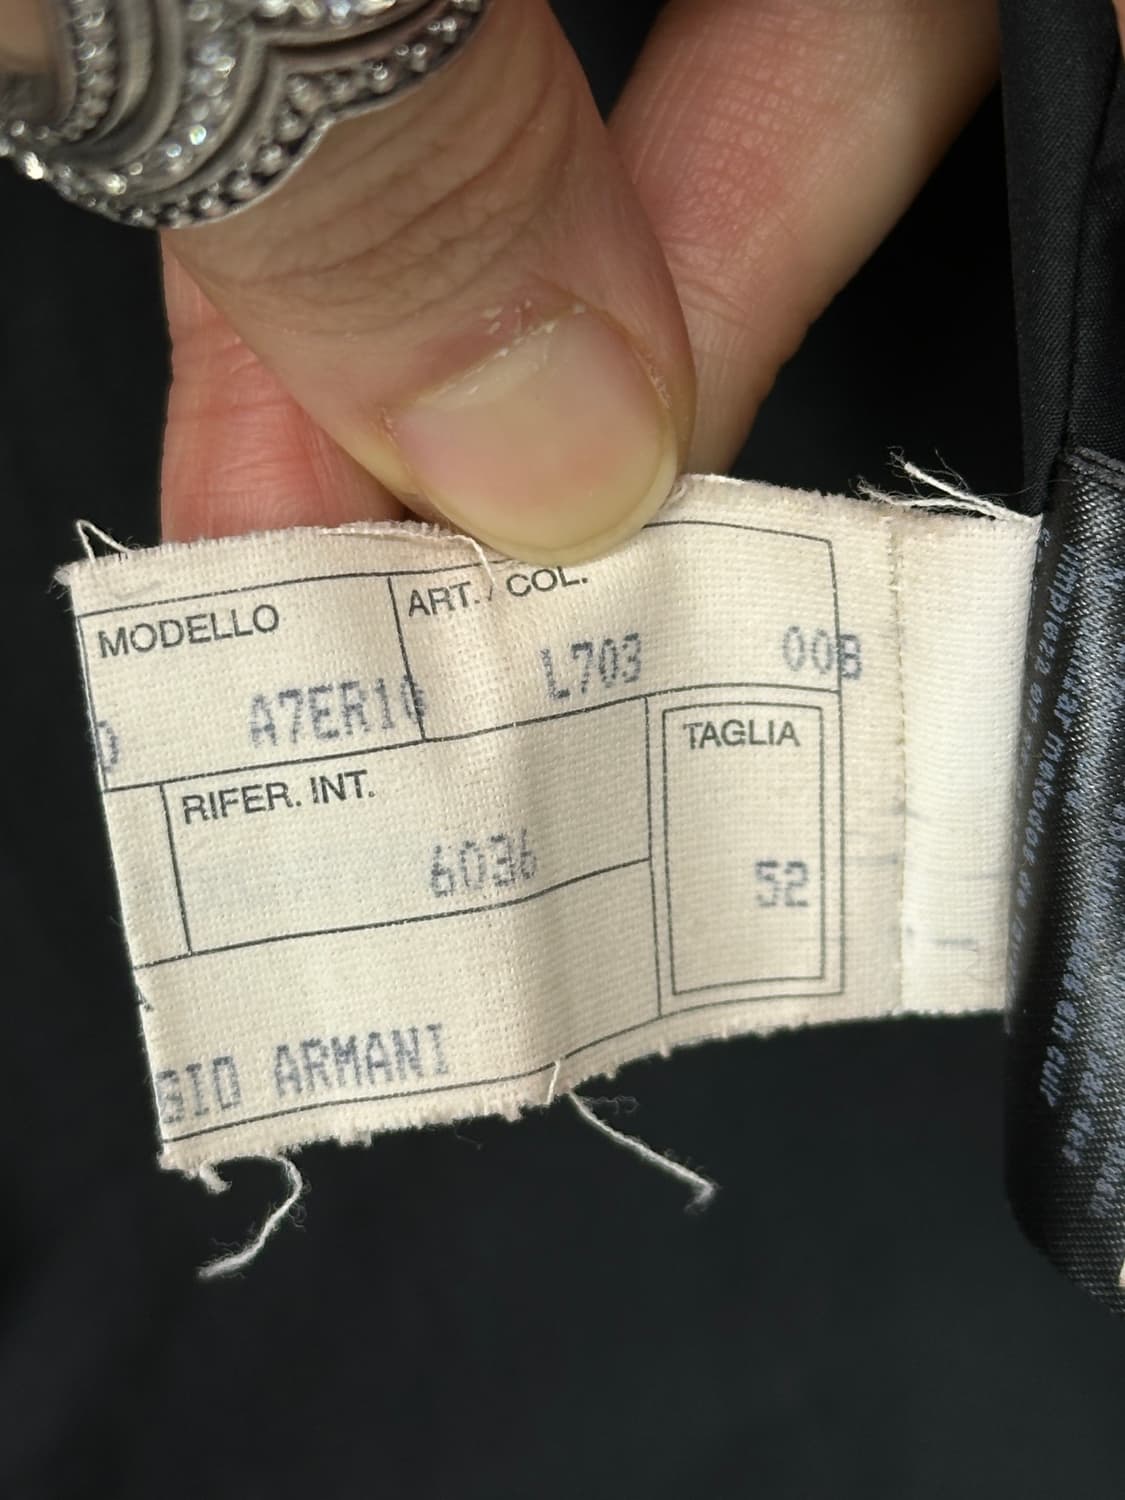 MODELLO
ART. / COL.
A7ER10
L703
00B
RIFER. INT.
6036
TAGLIA
52
GIO ARMANI